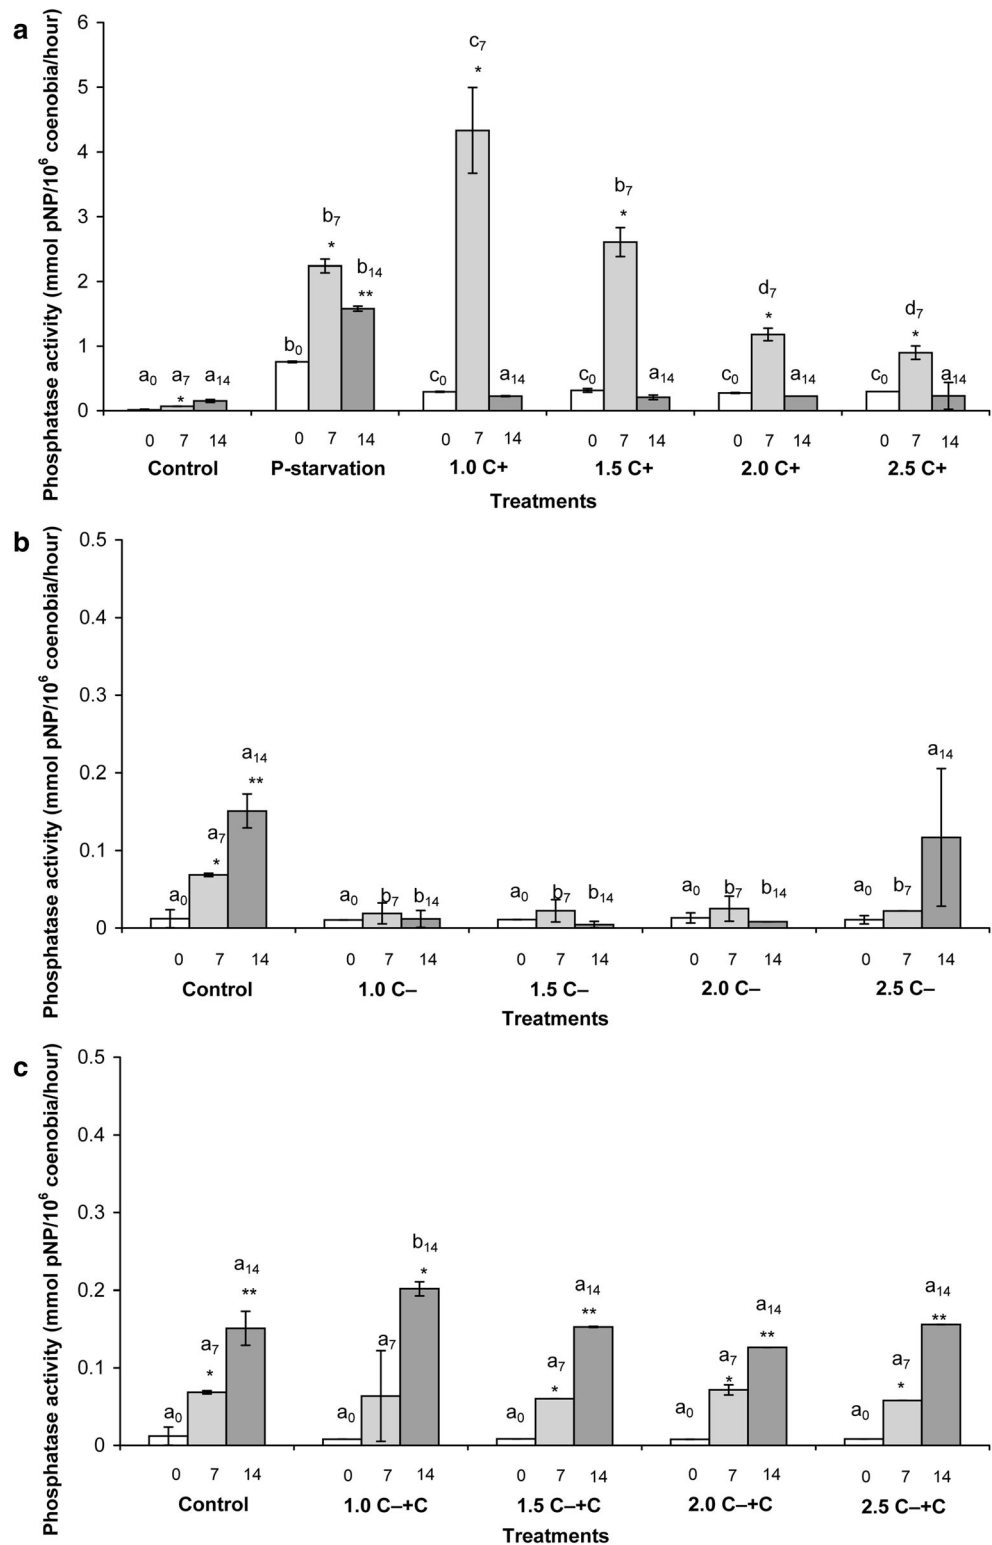 a
Phosphatase activity (mmol pNP/10⁶ coenobia/hour)
6
5
4
3
2
1
0
a₀ a₇ a₁₄
*
b₀ b₇ b₁₄
* **
c₀ c₇ a₁₄
*
c₀ b₇ a₁₄
*
c₀ d₇ a₁₄
*
c₀ d₇ a₁₄
*
0 7 14 0 7 14 0 7 14 0 7 14 0 7 14 0 7 14
Control P-starvation 1.0 C+ 1.5 C+ 2.0 C+ 2.5 C+
Treatments
b
Phosphatase activity (mmol pNP/10⁶ coenobia/hour)
0.5
0.4
0.3
0.2
0.1
0
a₀ a₇ a₁₄
* **
a₀ b₇ b₁₄
a₀ b₇ b₁₄
a₀ b₇ b₁₄
a₀ b₇ a₁₄
0 7 14 0 7 14 0 7 14 0 7 14 0 7 14
Control 1.0 C– 1.5 C– 2.0 C– 2.5 C–
Treatments
c
Phosphatase activity (mmol pNP/10⁶ coenobia/hour)
0.5
0.4
0.3
0.2
0.1
0
a₀ a₇ a₁₄
* **
a₀ a₇ b₁₄
*
a₀ a₇ a₁₄
* **
a₀ a₇ a₁₄
* **
a₀ a₇ a₁₄
* **
0 7 14 0 7 14 0 7 14 0 7 14 0 7 14
Control 1.0 C–+C 1.5 C–+C 2.0 C–+C 2.5 C–+C
Treatments